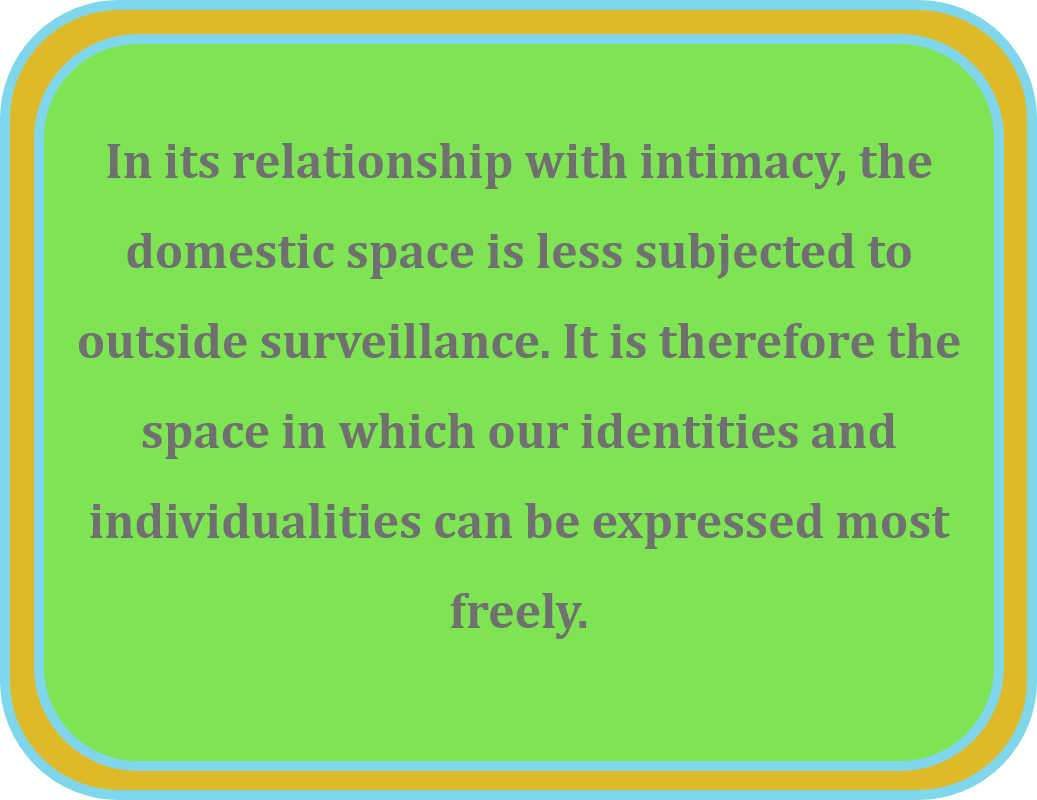 In its relationship with intimacy, the
domestic space is less subjected to
outside surveillance. It is therefore the
space in which our identities and
individualities can be expressed most
freely.